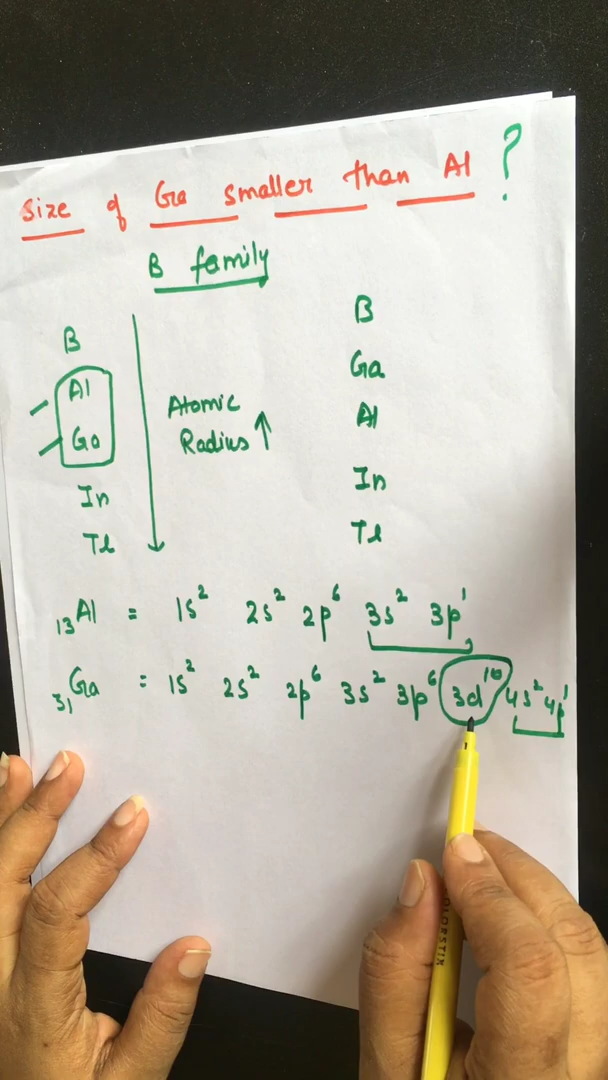 Size of Ga smaller than Al ?
B family
B
Al
Ga
In
Tl
Atomic
Radius ↑
B
Ga
Al
In
Tl
₁₃Al = 1s² 2s² 2p⁶ 3s² 3p¹
₃₁Ga = 1s² 2s² 2p⁶ 3s² 3p⁶ 3d¹⁰ 4s² 4p¹